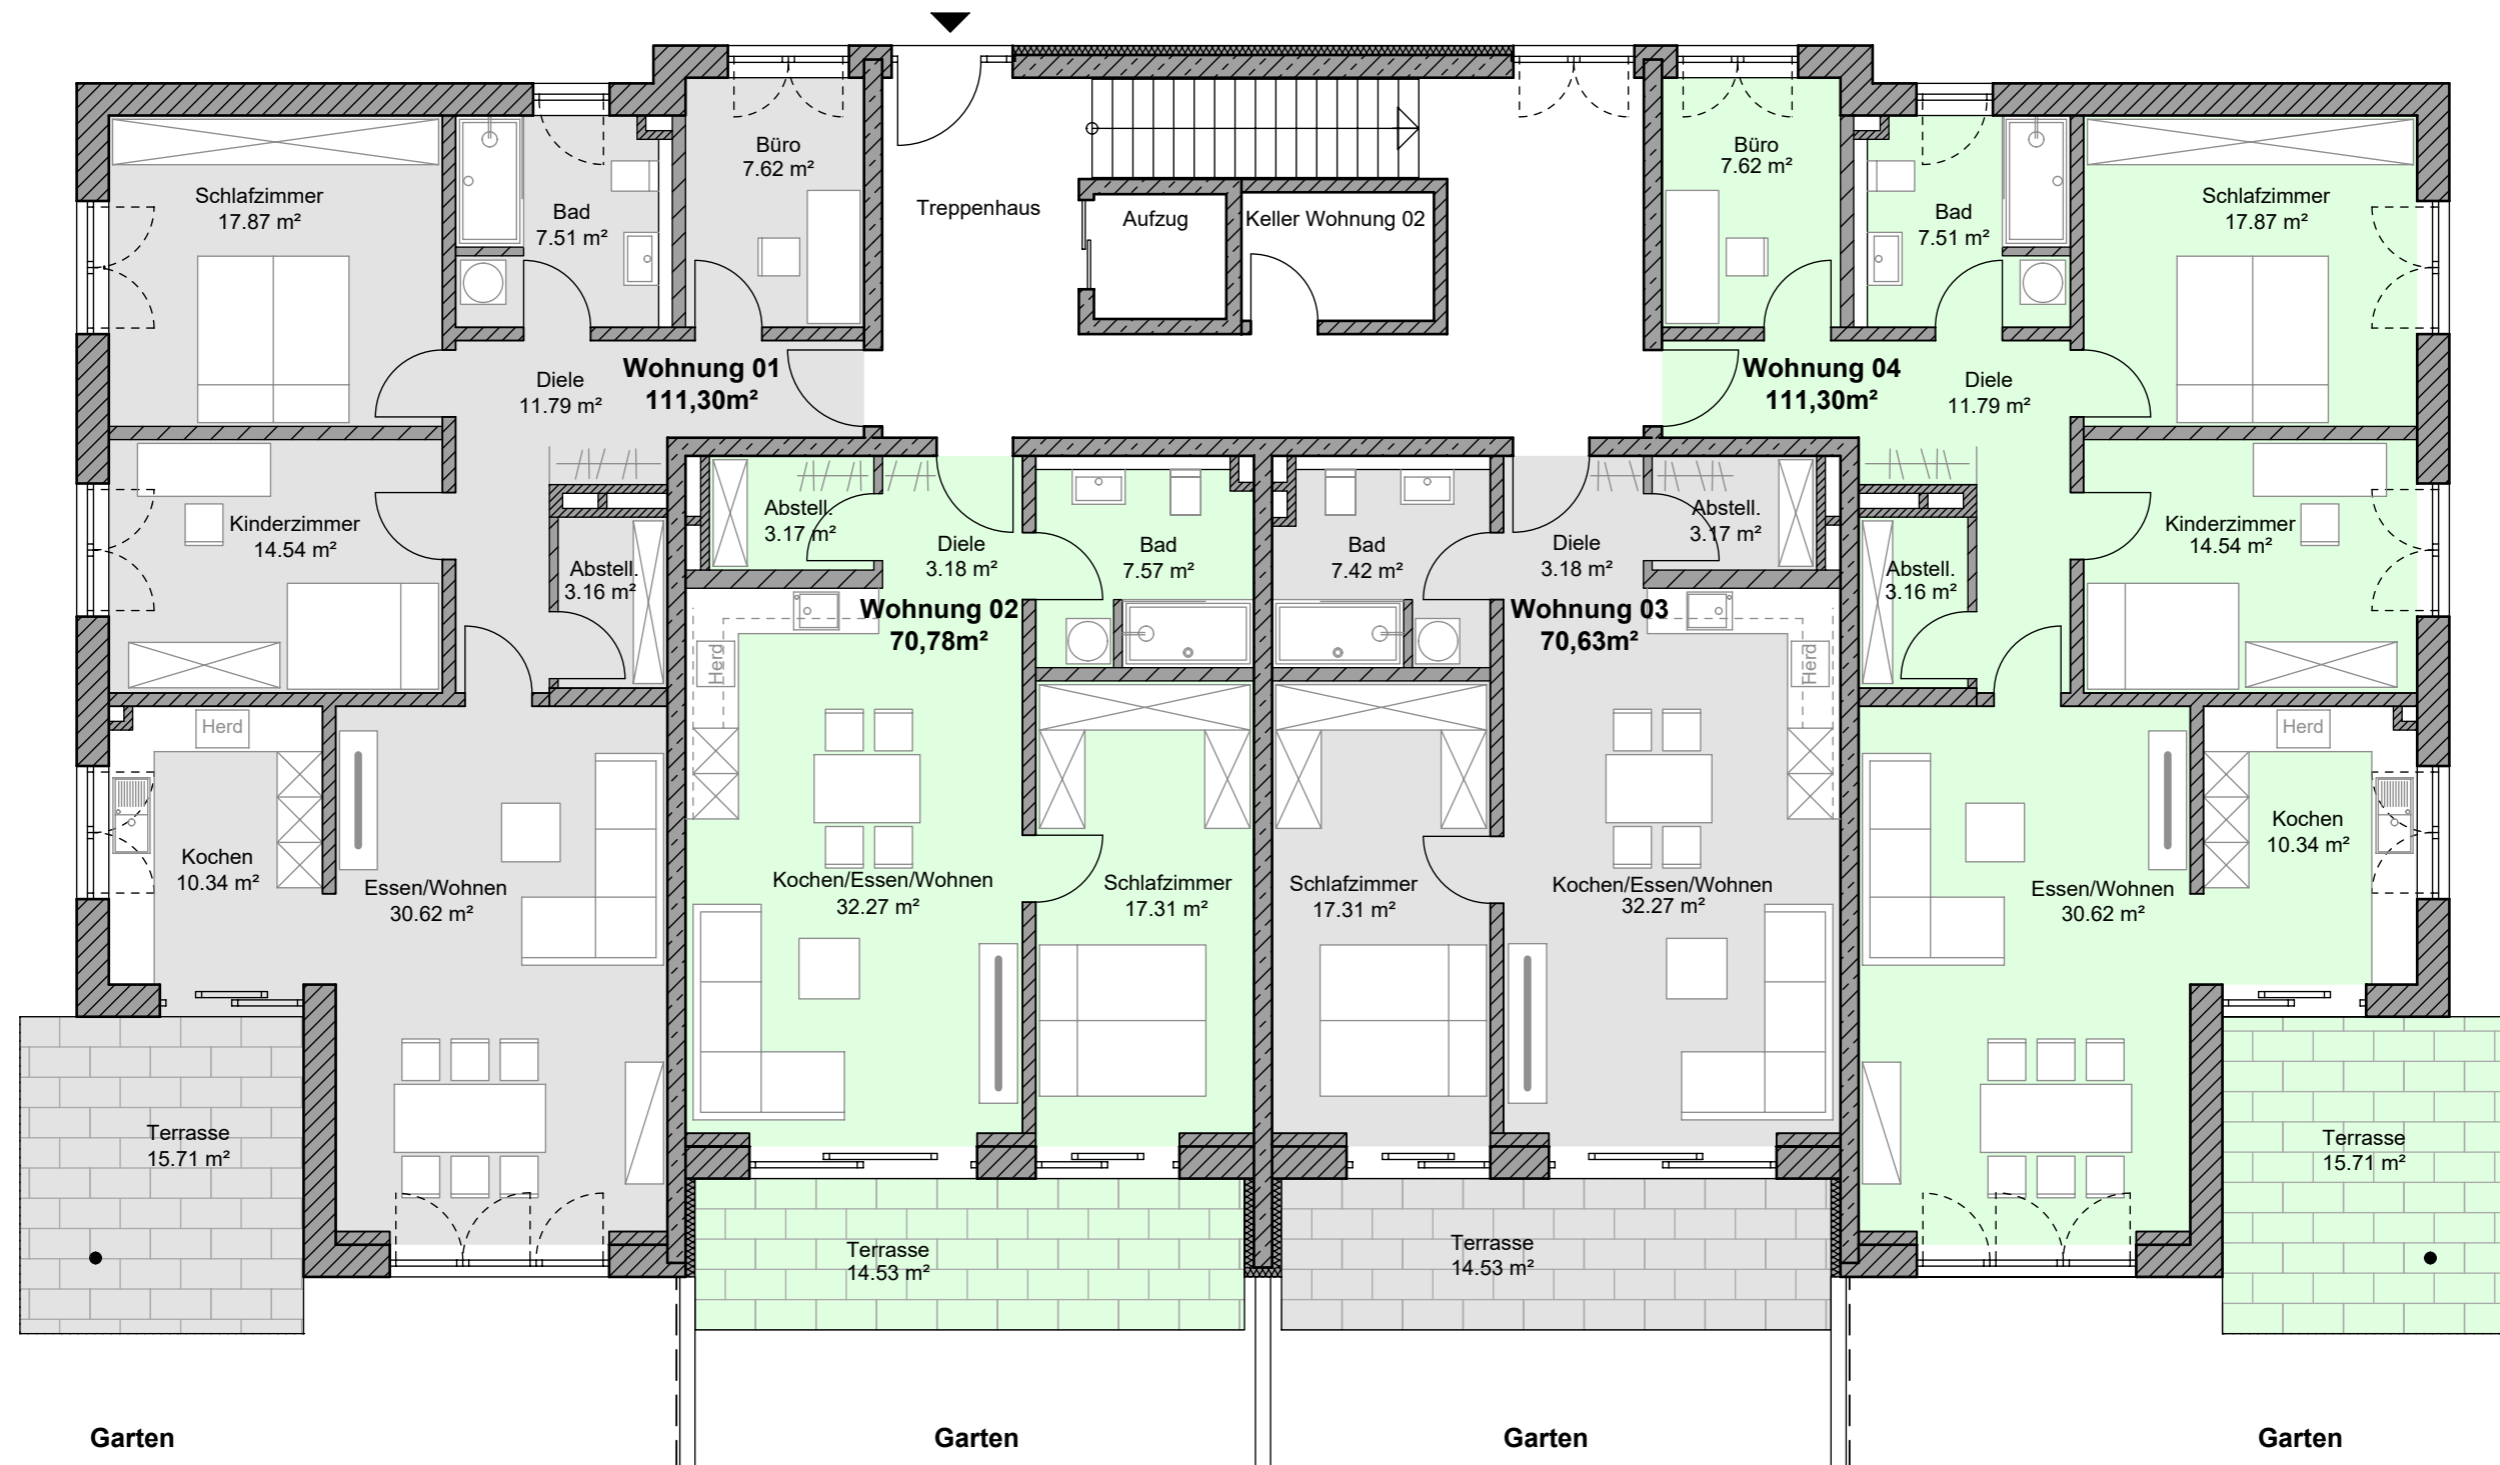 Schlafzimmer
17.87 m²
Bad
7.51 m²
Büro
7.62 m²
Treppenhaus
Aufzug
Keller Wohnung 02
Büro
7.62 m²
Bad
7.51 m²
Schlafzimmer
17.87 m²
Diele
11.79 m²
Wohnung 01
111,30m²
Wohnung 04
111,30m²
Diele
11.79 m²
Kinderzimmer
14.54 m²
Abstell.
3.16 m²
Abstell.
3.17 m²
Diele
3.18 m²
Bad
7.57 m²
Bad
7.42 m²
Diele
3.18 m²
Abstell.
3.17 m²
Abstell.
3.16 m²
Kinderzimmer
14.54 m²
Wohnung 02
70,78m²
Wohnung 03
70,63m²
Herd
Herd
Herd
Herd
Kochen
10.34 m²
Essen/Wohnen
30.62 m²
Kochen/Essen/Wohnen
32.27 m²
Schlafzimmer
17.31 m²
Schlafzimmer
17.31 m²
Kochen/Essen/Wohnen
32.27 m²
Essen/Wohnen
30.62 m²
Kochen
10.34 m²
Terrasse
15.71 m²
Terrasse
14.53 m²
Terrasse
14.53 m²
Terrasse
15.71 m²
Garten
Garten
Garten
Garten